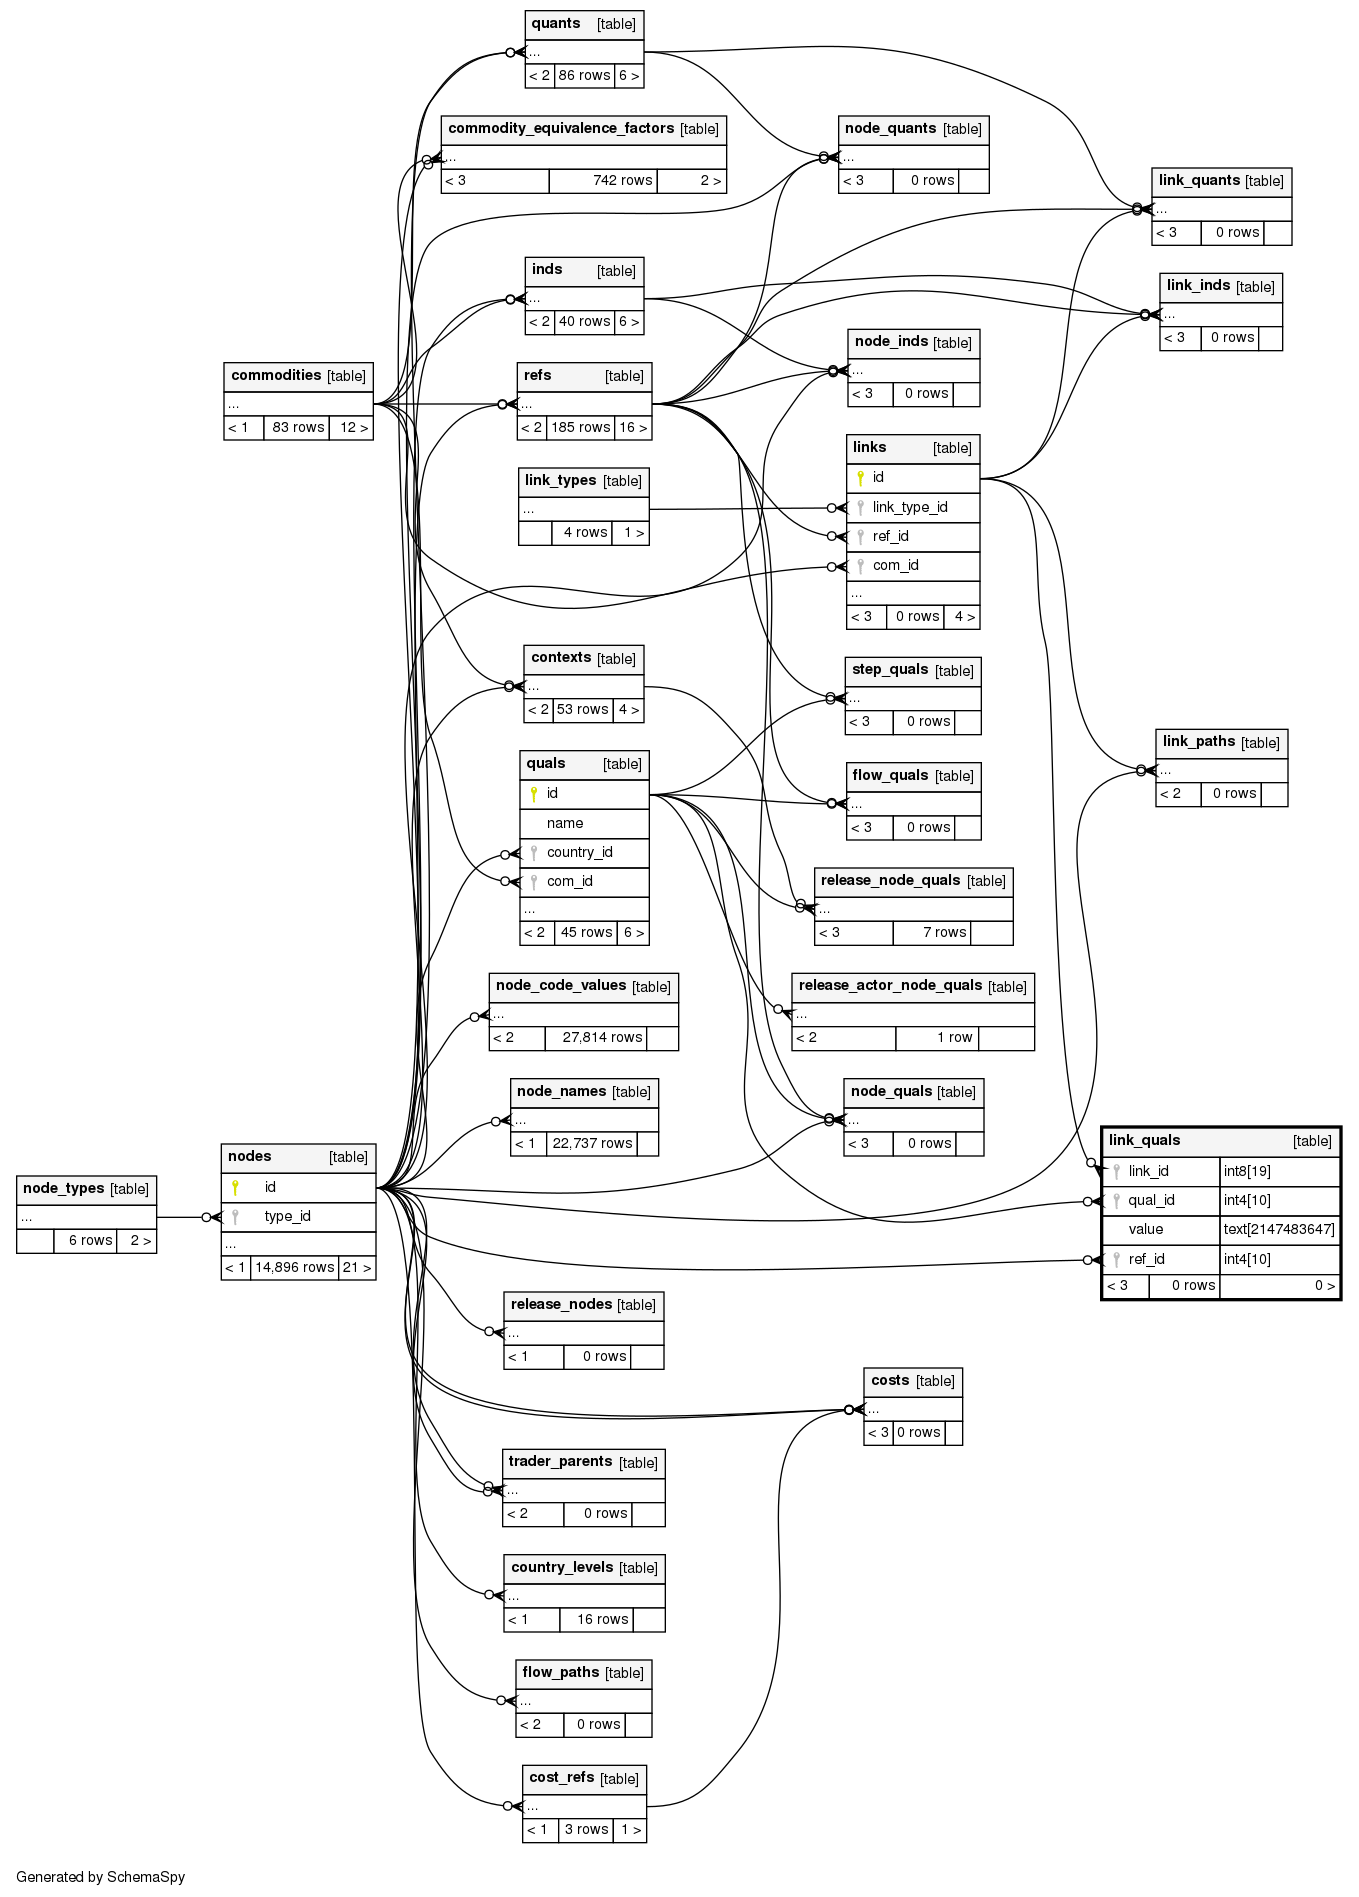 quants [table]
...
< 2 86 rows 6 >
commodity_equivalence_factors [table]
...
< 3 742 rows 2 >
node_quants [table]
...
< 3 0 rows
link_quants [table]
...
< 3 0 rows
inds [table]
...
< 2 40 rows 6 >
link_inds [table]
...
< 3 0 rows
node_inds [table]
...
< 3 0 rows
commodities [table]
...
< 1 83 rows 12 >
refs [table]
...
< 2 185 rows 16 >
links [table]
id
link_type_id
ref_id
com_id
...
< 3 0 rows 4 >
link_types [table]
...
4 rows 1 >
contexts [table]
...
< 2 53 rows 4 >
step_quals [table]
...
< 3 0 rows
link_paths [table]
...
< 2 0 rows
quals [table]
id
name
country_id
com_id
...
< 2 45 rows 6 >
flow_quals [table]
...
< 3 0 rows
release_node_quals [table]
...
< 3 7 rows
node_code_values [table]
...
< 2 27,814 rows
release_actor_node_quals [table]
...
< 2 1 row
node_names [table]
...
< 1 22,737 rows
node_quals [table]
...
< 3 0 rows
link_quals [table]
link_id int8[19]
qual_id int4[10]
value text[2147483647]
ref_id int4[10]
< 3 0 rows 0 >
nodes [table]
id
type_id
...
< 1 14,896 rows 21 >
node_types [table]
...
6 rows 2 >
release_nodes [table]
...
< 1 0 rows
costs [table]
...
< 3 0 rows
trader_parents [table]
...
< 2 0 rows
country_levels [table]
...
< 1 16 rows
flow_paths [table]
...
< 2 0 rows
cost_refs [table]
...
< 1 3 rows 1 >
Generated by SchemaSpy